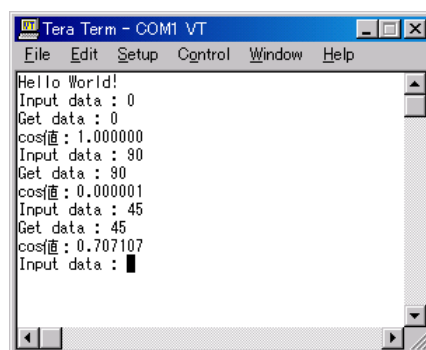 Tera Term - COM1 VT
File Edit Setup Control Window Help
Hello World!
Input data : 0
Get data : 0
cos値:1.000000
Input data : 90
Get data : 90
cos値:0.000001
Input data : 45
Get data : 45
cos値:0.707107
Input data :